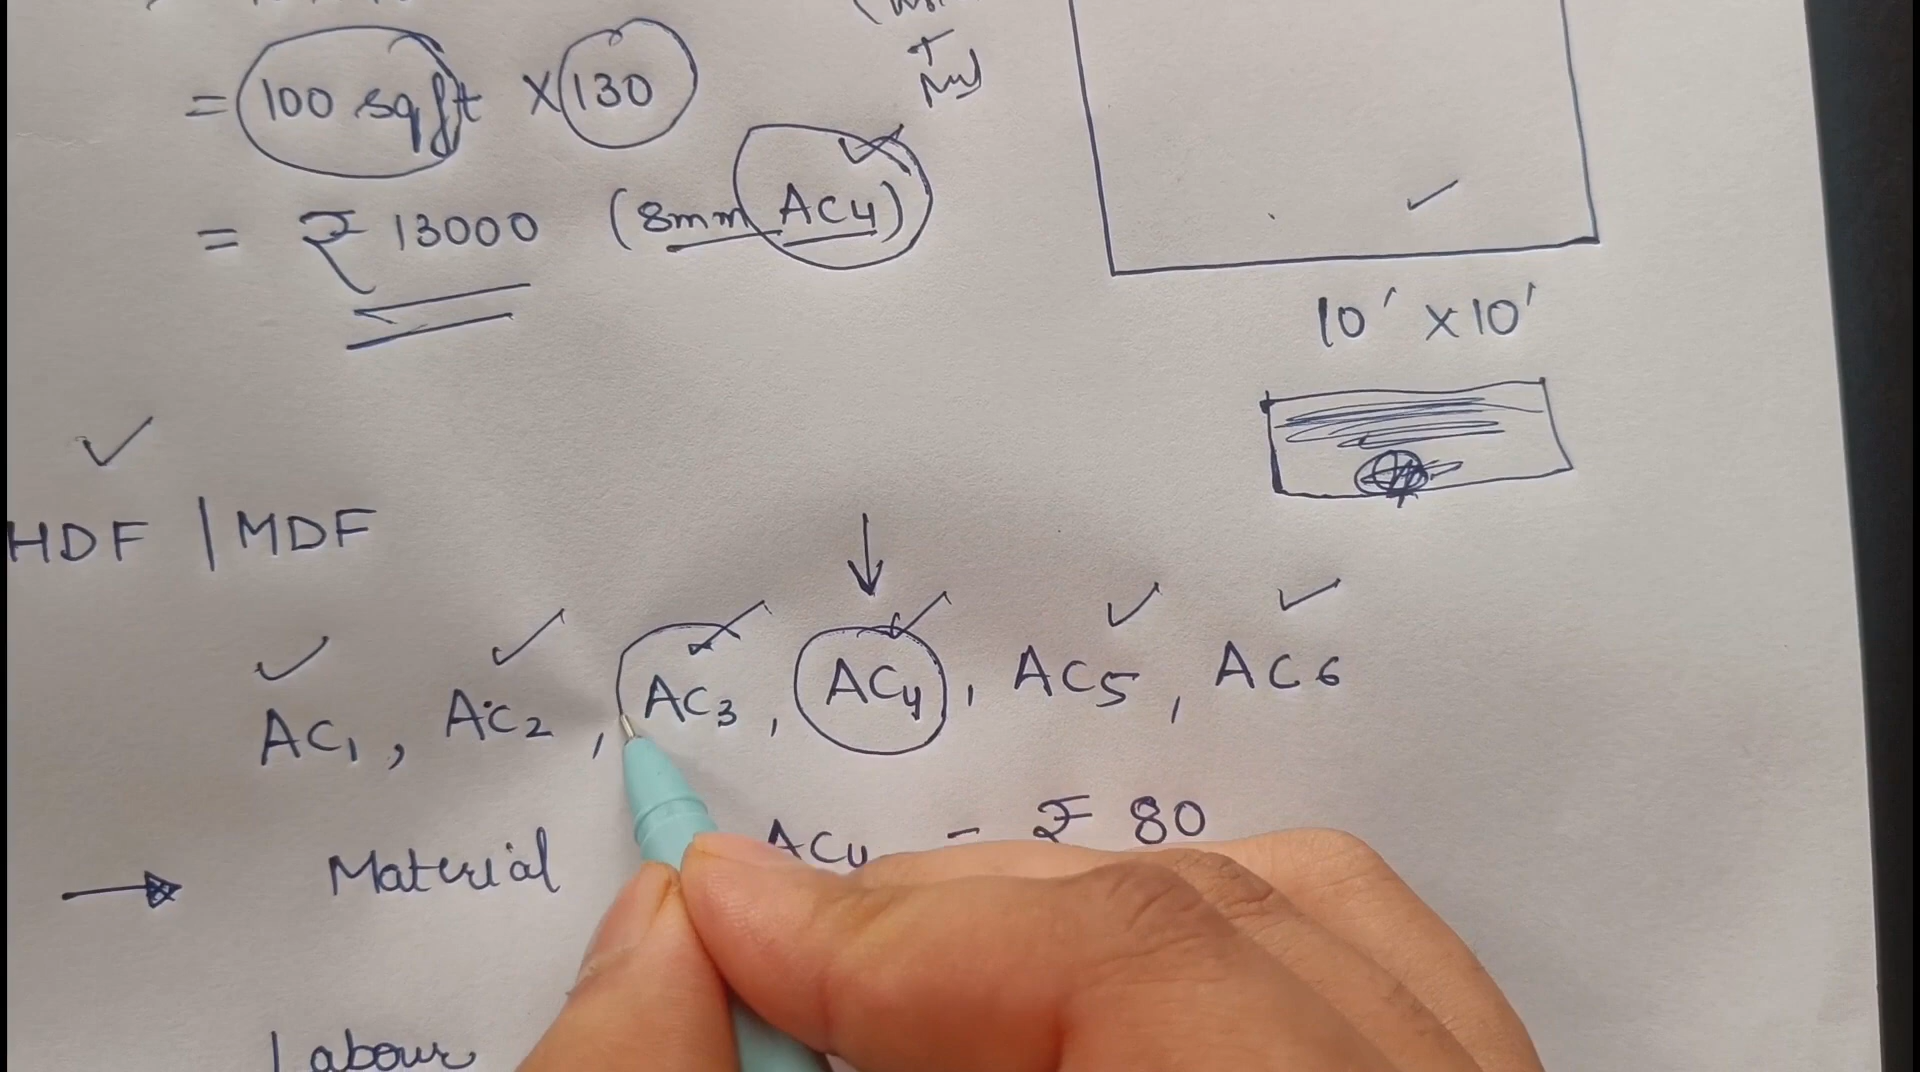 = 100 sqft X 130
+
= ₹ 13000 (8mm AC4)
10' x 10'
HDF | MDF
AC1, AC2, AC3, AC4, AC5, AC6
Material AC4 - ₹ 80
Labour